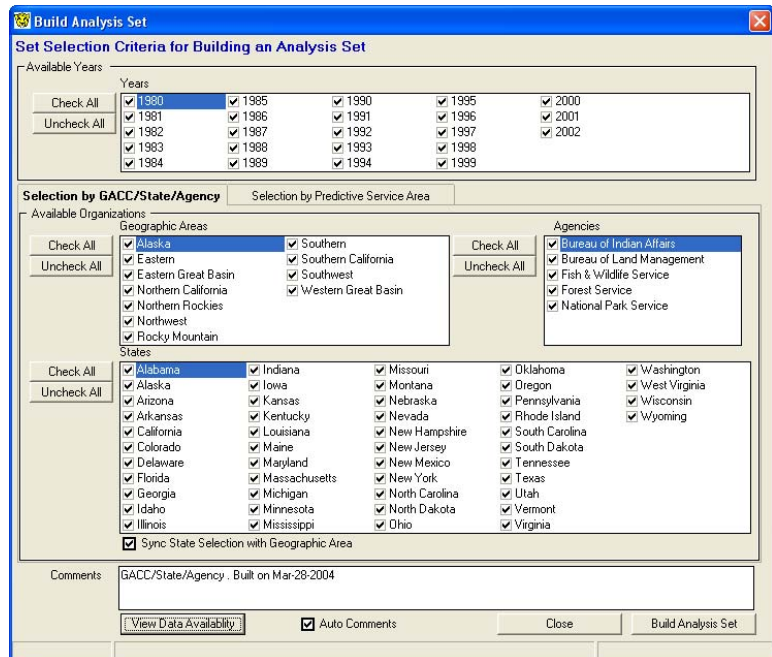 Build Analysis Set
Set Selection Criteria for Building an Analysis Set
Available Years
Years
Check All
Uncheck All
1980 1985 1990 1995 2000
1981 1986 1991 1996 2001
1982 1987 1992 1997 2002
1983 1988 1993 1998
1984 1989 1994 1999
Selection by GACC/State/Agency Selection by Predictive Service Area
Available Organizations
Geographic Areas
Check All
Uncheck All
Alaska Southern
Eastern Southern California
Eastern Great Basin Southwest
Northern California Western Great Basin
Northern Rockies
Northwest
Rocky Mountain
Agencies
Check All
Uncheck All
Bureau of Indian Affairs
Bureau of Land Management
Fish & Wildlife Service
Forest Service
National Park Service
States
Check All
Uncheck All
Alabama Indiana Missouri Oklahoma Washington
Alaska Iowa Montana Oregon West Virginia
Arizona Kansas Nebraska Pennsylvania Wisconsin
Arkansas Kentucky Nevada Rhode Island Wyoming
California Louisiana New Hampshire South Carolina
Colorado Maine New Jersey South Dakota
Delaware Maryland New Mexico Tennessee
Florida Massachusetts New York Texas
Georgia Michigan North Carolina Utah
Idaho Minnesota North Dakota Vermont
Illinois Mississippi Ohio Virginia
Sync State Selection with Geographic Area
Comments
GACC/State/Agency . Built on Mar-28-2004
View Data Availablity Auto Comments Close Build Analysis Set